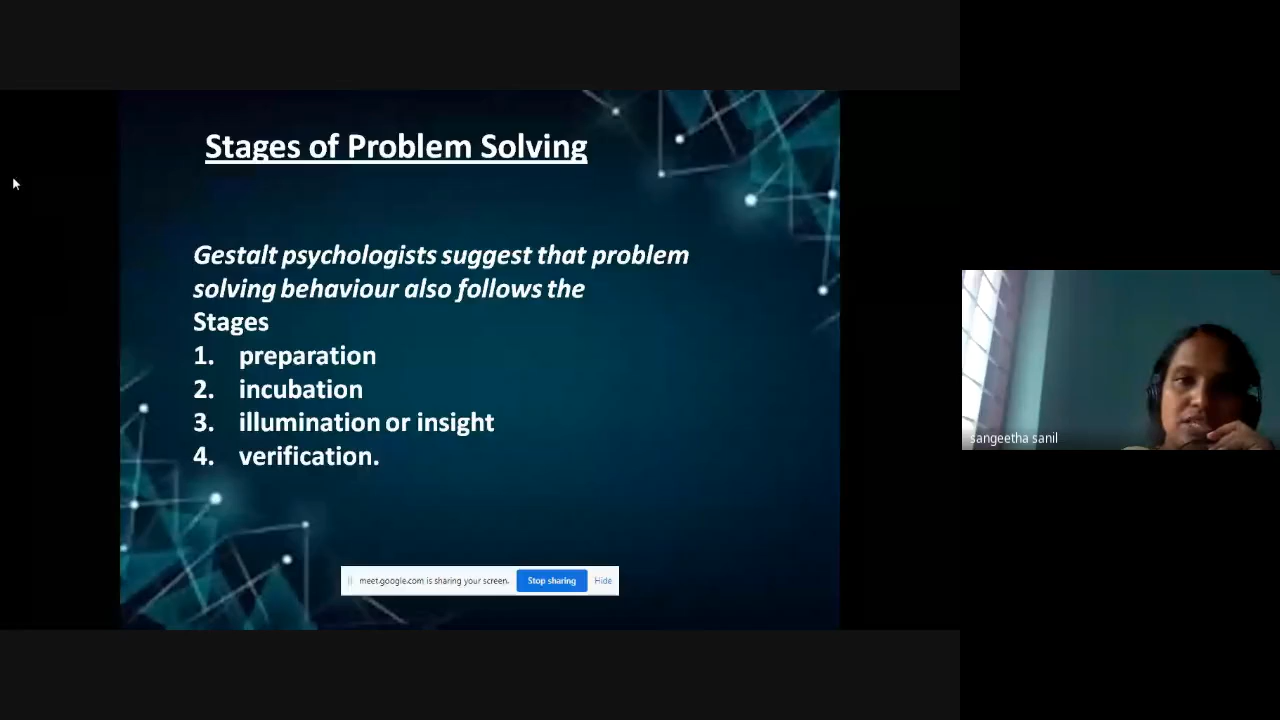 Stages of Problem Solving
Gestalt psychologists suggest that problem
solving behaviour also follows the
Stages
1. preparation
2. incubation
3. illumination or insight
4. verification.
meet.google.com is sharing your screen.
Stop sharing
Hide
sangeetha sanil